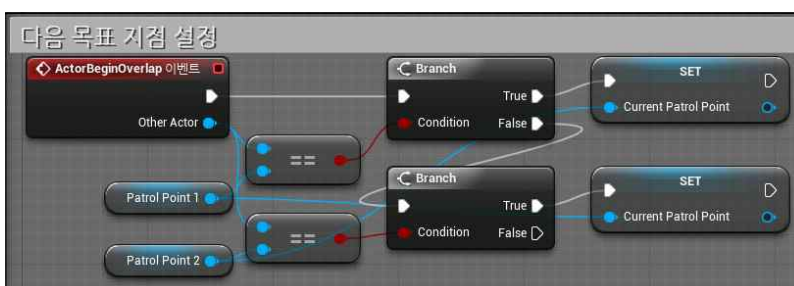 다음 목표 지점 설정
ActorBeginOverlap 이벤트
Other Actor
Patrol Point 1
Patrol Point 2
==
==
Branch
True
Condition
False
Branch
True
Condition
False
SET
Current Patrol Point
SET
Current Patrol Point